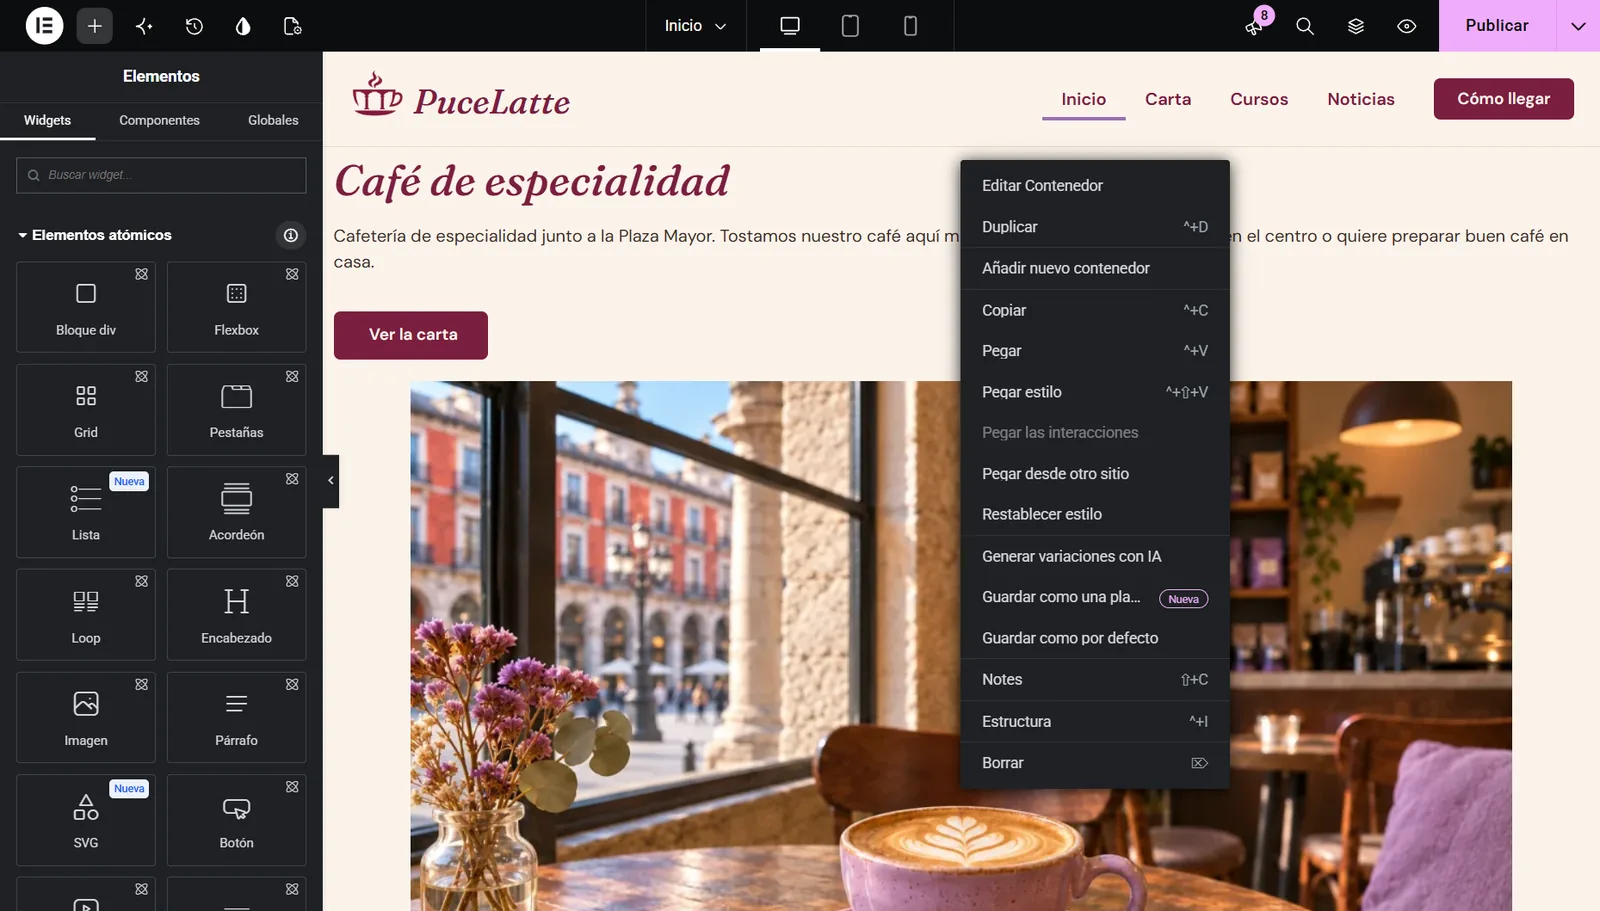 Inicio
8
Publicar
Elementos
Widgets
Componentes
Globales
Buscar widget...
Elementos atómicos
Bloque div
Flexbox
Grid
Pestañas
Nueva
Lista
Acordeón
Loop
Encabezado
Imagen
Párrafo
Nueva
SVG
Botón
PuceLatte
Inicio
Carta
Cursos
Noticias
Cómo llegar
Café de especialidad
Cafetería de especialidad junto a la Plaza Mayor. Tostamos nuestro café aquí m
en el centro o quiere preparar buen café en
casa.
Ver la carta
Editar Contenedor
Duplicar ^+D
Añadir nuevo contenedor
Copiar ^+C
Pegar ^+V
Pegar estilo ^+⇧+V
Pegar las interacciones
Pegar desde otro sitio
Restablecer estilo
Generar variaciones con IA
Guardar como una pla... Nueva
Guardar como por defecto
Notes ⇧+C
Estructura ^+I
Borrar ⌦